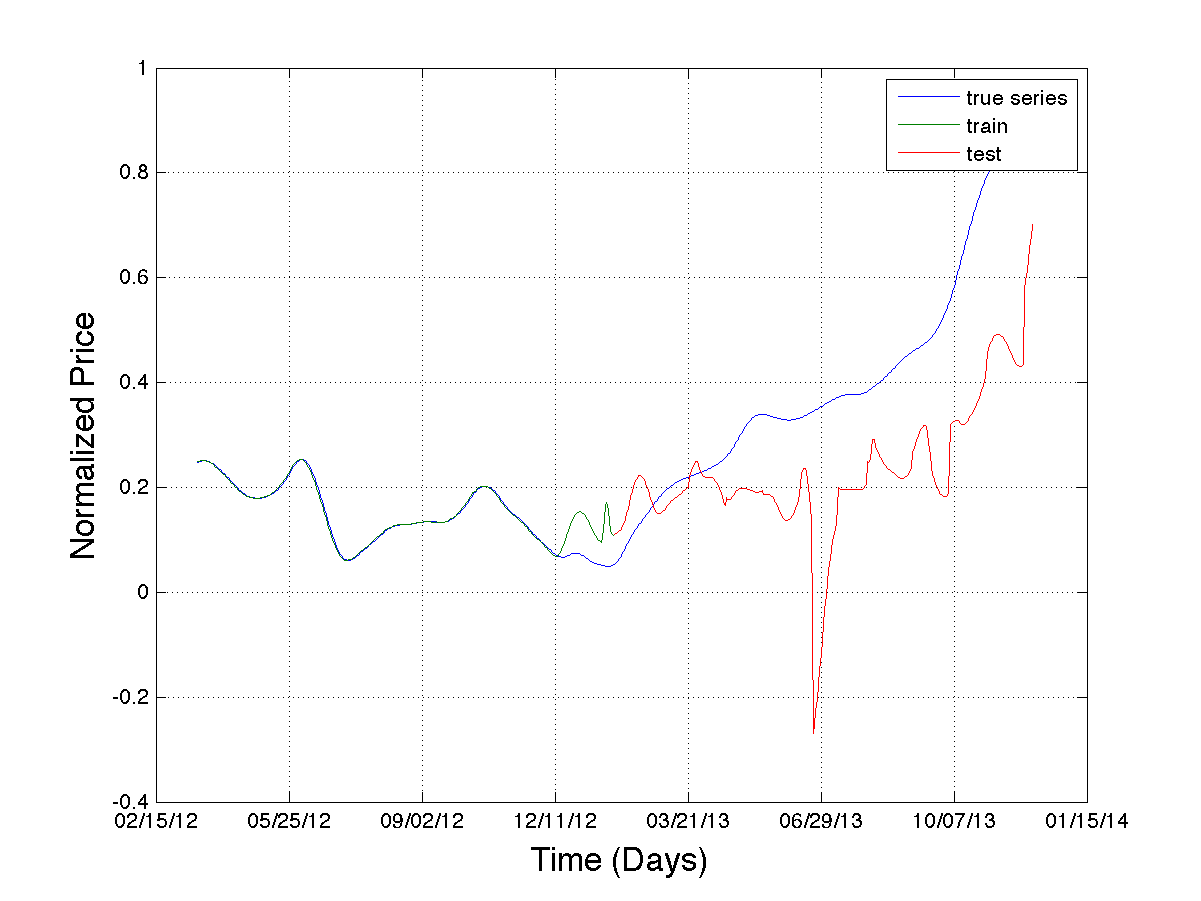 1
true series
train
test
0.8
0.6
0.4
0.2
0
-0.2
-0.4
Normalized Price
02/15/12 05/25/12 09/02/12 12/11/12 03/21/13 06/29/13 10/07/13 01/15/14
Time (Days)